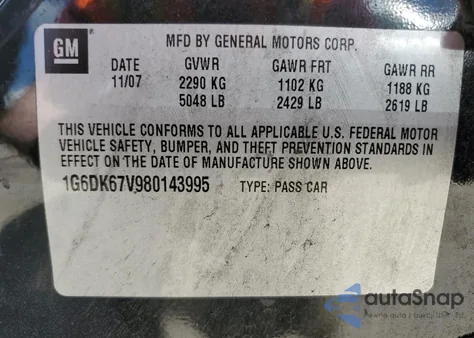 GM
MFD BY GENERAL MOTORS CORP.
DATE GVWR GAWR FRT GAWR RR
11/07 2290 KG 1102 KG 1188 KG
5048 LB 2429 LB 2619 LB
THIS VEHICLE CONFORMS TO ALL APPLICABLE U.S. FEDERAL MOTOR
VEHICLE SAFETY, BUMPER, AND THEFT PREVENTION STANDARDS IN
EFFECT ON THE DATE OF MANUFACTURE SHOWN ABOVE.
1G6DK67V980143995 TYPE: PASS CAR
autaSnap